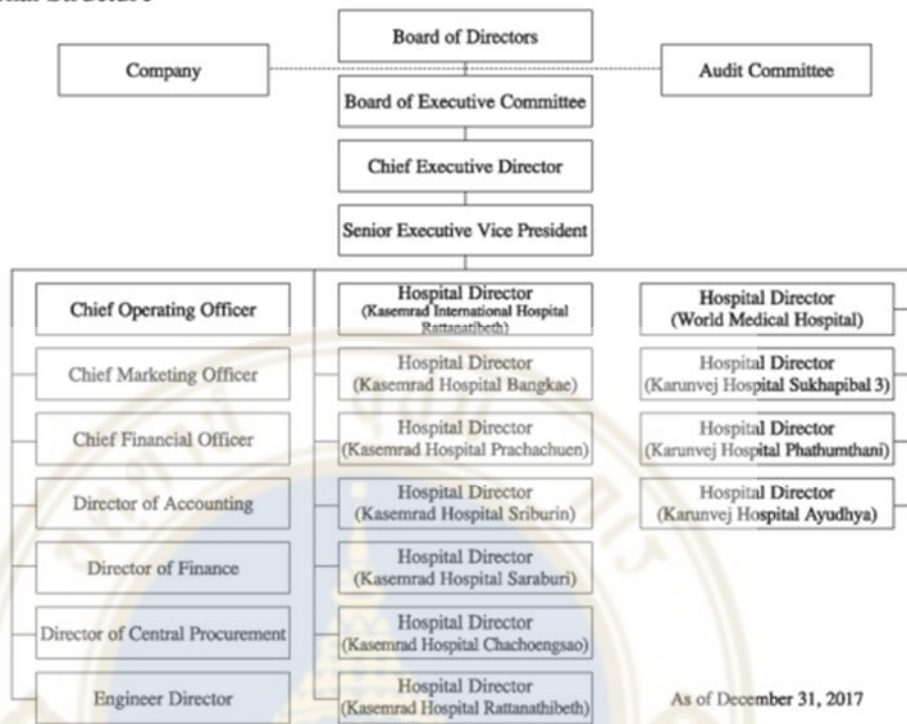 Structure
Board of Directors
Company
Audit Committee
Board of Executive Committee
Chief Executive Director
Senior Executive Vice President
Chief Operating Officer
Chief Marketing Officer
Chief Financial Officer
Director of Accounting
Director of Finance
Director of Central Procurement
Engineer Director
Hospital Director
(Kasemrad International Hospital
Rattanatibeth)
Hospital Director
(Kasemrad Hospital Bangkae)
Hospital Director
(Kasemrad Hospital Prachachuen)
Hospital Director
(Kasemrad Hospital Sriburin)
Hospital Director
(Kasemrad Hospital Saraburi)
Hospital Director
(Kasemrad Hospital Chachoengsao)
Hospital Director
(Kasemrad Hospital Rattanathibeth)
Hospital Director
(World Medical Hospital)
Hospital Director
(Karunvej Hospital Sukhapibal 3)
Hospital Director
(Karunvej Hospital Phathumthani)
Hospital Director
(Karunvej Hospital Ayudhya)
As of December 31, 2017